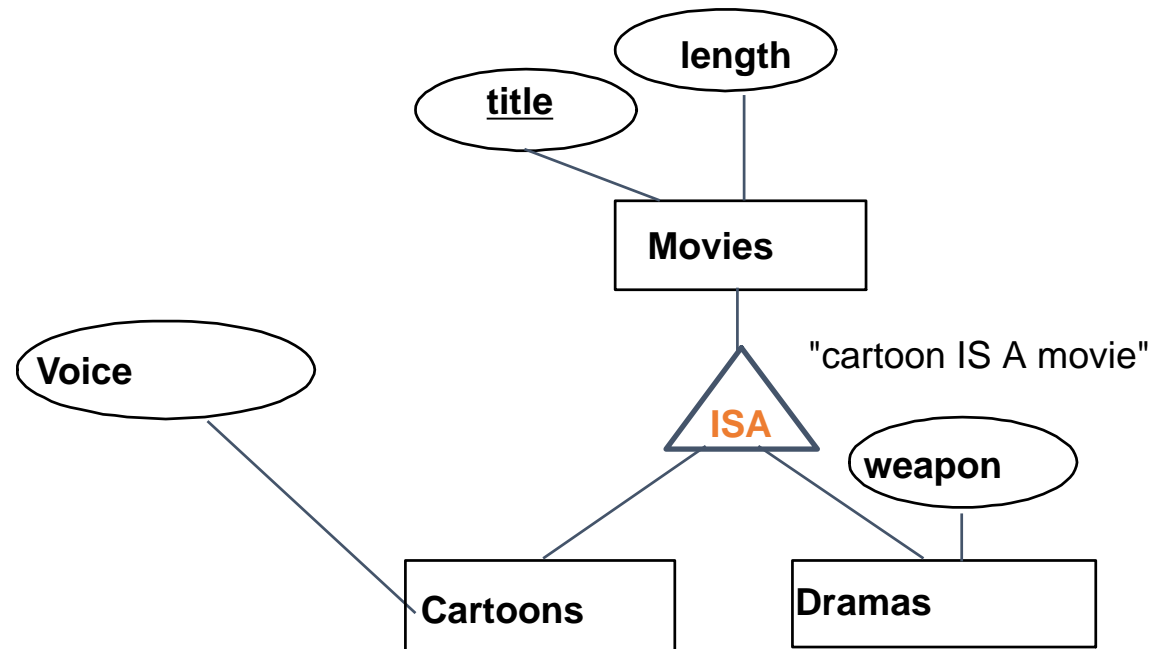 length
title
Movies
"cartoon IS A movie"
Voice
ISA
weapon
Cartoons
Dramas